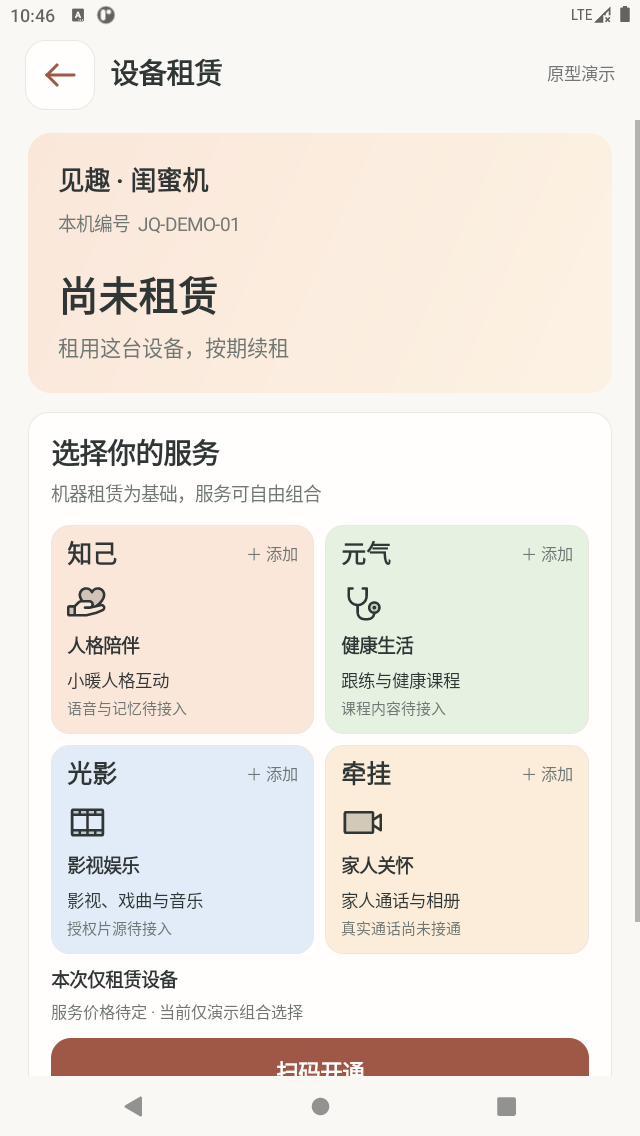 10:46
LTE
设备租赁
原型演示
见趣 · 闺蜜机
本机编号 JQ-DEMO-01
尚未租赁
租用这台设备，按期续租
选择你的服务
机器租赁为基础，服务可自由组合
知己
＋ 添加
人格陪伴
小暖人格互动
语音与记忆待接入
元气
＋ 添加
健康生活
跟练与健康课程
课程内容待接入
光影
＋ 添加
影视娱乐
影视、戏曲与音乐
授权片源待接入
牵挂
＋ 添加
家人关怀
家人通话与相册
真实通话尚未接通
本次仅租赁设备
服务价格待定 · 当前仅演示组合选择
扫码开通